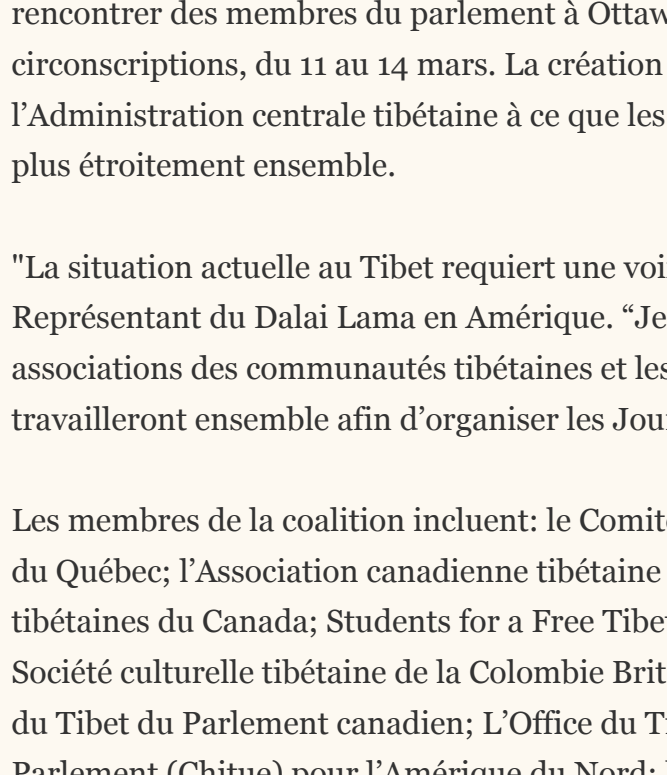 rencontrer des membres du parlement à Ottaw
circonscriptions, du 11 au 14 mars. La création
l’Administration centrale tibétaine à ce que les
plus étroitement ensemble.
"La situation actuelle au Tibet requiert une voi
Représentant du Dalai Lama en Amérique. “Je
associations des communautés tibétaines et les
travailleront ensemble afin d’organiser les Jou
Les membres de la coalition incluent: le Comit
du Québec; l’Association canadienne tibétaine
tibétaines du Canada; Students for a Free Tibe
Société culturelle tibétaine de la Colombie Brit
du Tibet du Parlement canadien; L’Office du T
Parlement (Chitue) pour l’Amérique du Nord;